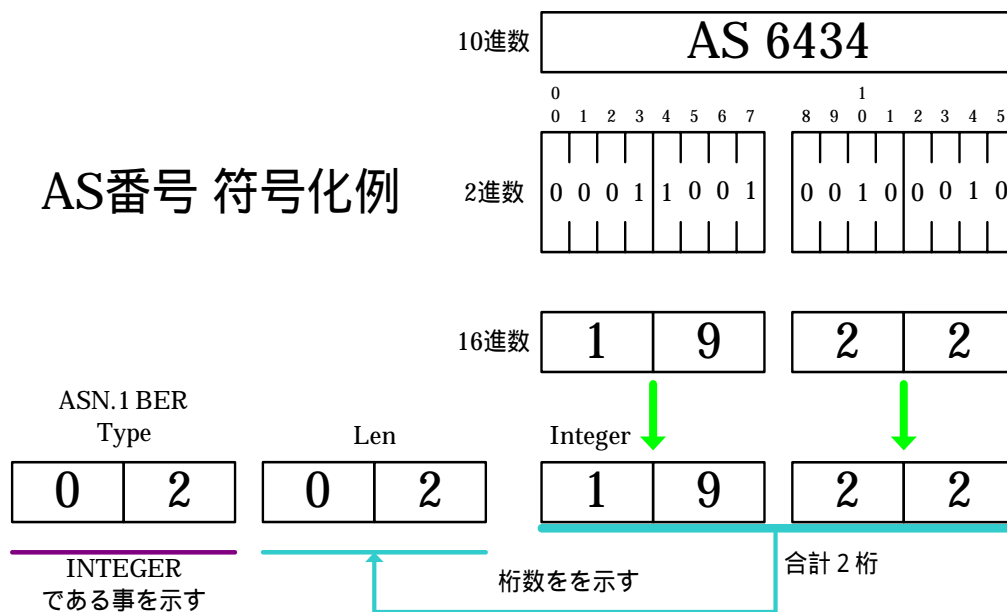 10進数 AS 6434
0 1
0 1 2 3 4 5 6 7 8 9 0 1 2 3 4 5
AS番号 符号化例
2進数 0 0 0 1 1 0 0 1 0 0 1 0 0 0 1 0
16進数 1 9 2 2
ASN.1 BER
Type Len Integer
0 2 0 2 1 9 2 2
INTEGER
である事を示す
桁数をを示す
合計 2 桁